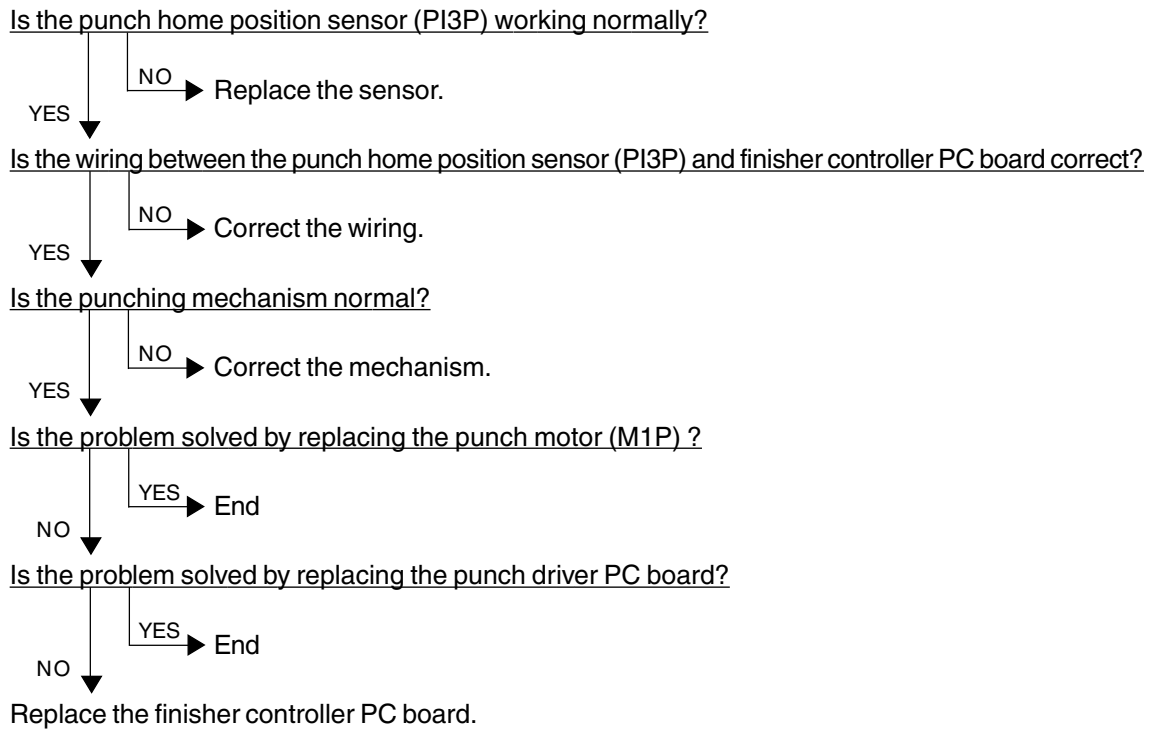 Is the punch home position sensor (PI3P) working normally?
NO
Replace the sensor.
YES
Is the wiring between the punch home position sensor (PI3P) and finisher controller PC board correct?
NO
Correct the wiring.
YES
Is the punching mechanism normal?
NO
Correct the mechanism.
YES
Is the problem solved by replacing the punch motor (M1P) ?
YES
End
NO
Is the problem solved by replacing the punch driver PC board?
YES
End
NO
Replace the finisher controller PC board.